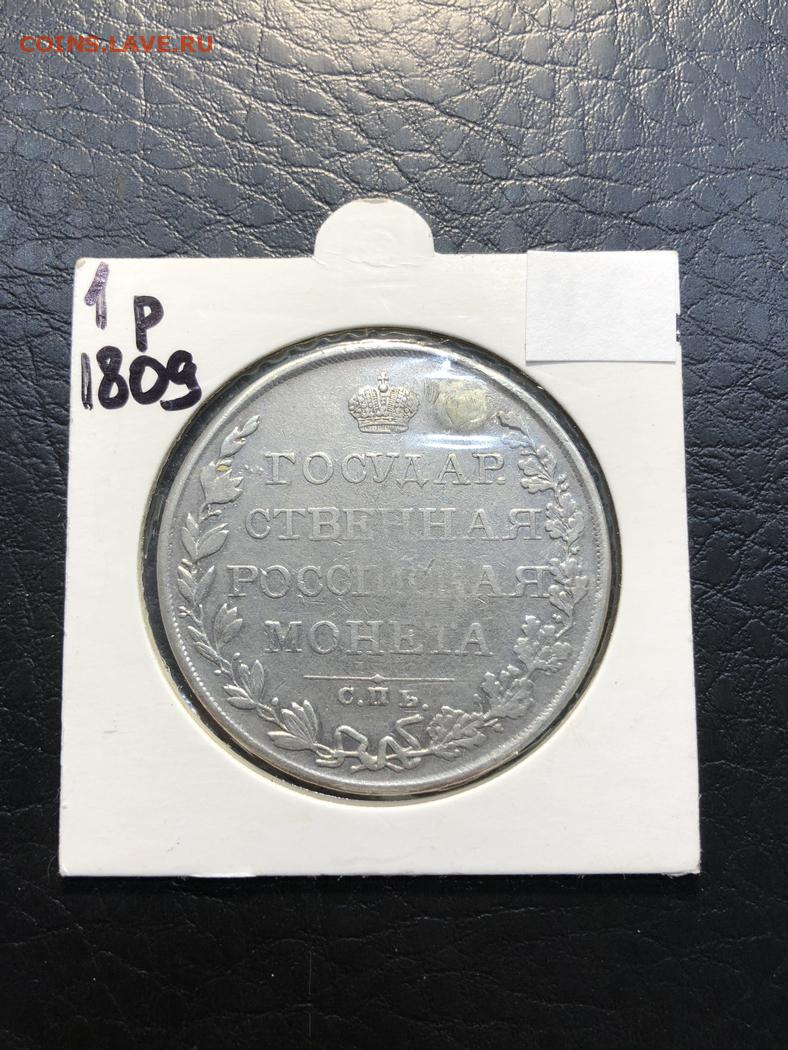 COINS.LAVE.RU
1 р
1809
ГОСУДАР.
СТВЕННАЯ
РОССІЙСКАЯ
МОНЕТА
С.П Ь.